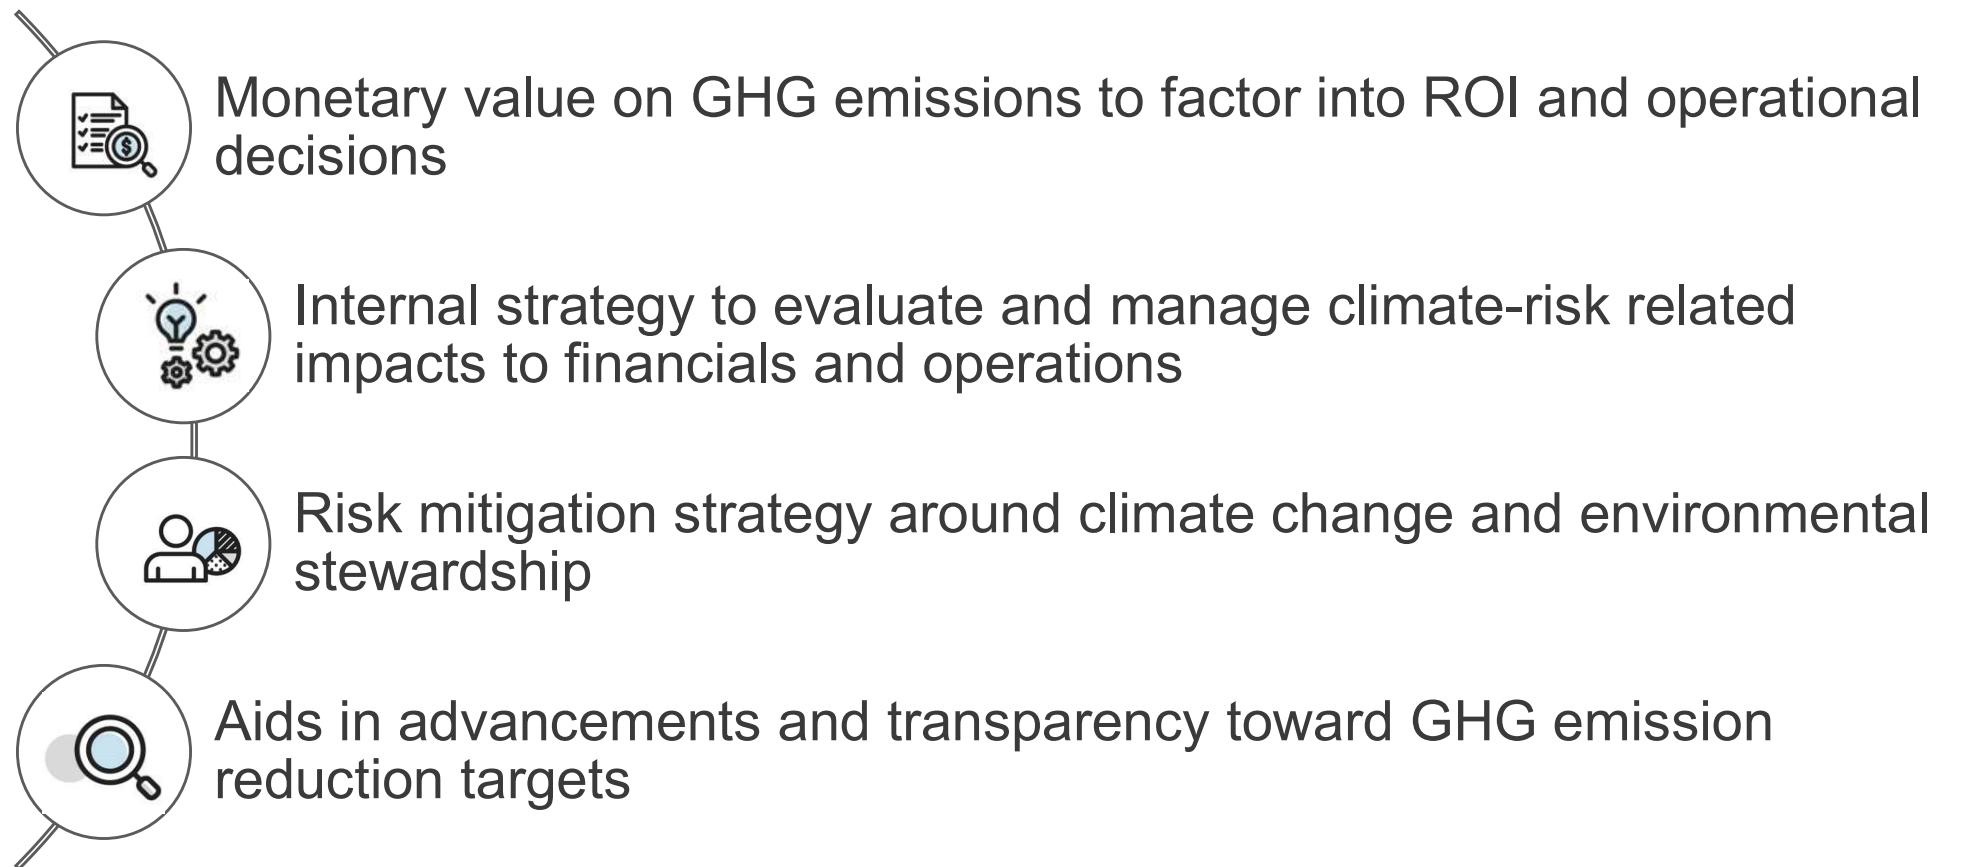 Monetary value on GHG emissions to factor into ROI and operational
decisions
Internal strategy to evaluate and manage climate-risk related
impacts to financials and operations
Risk mitigation strategy around climate change and environmental
stewardship
Aids in advancements and transparency toward GHG emission
reduction targets